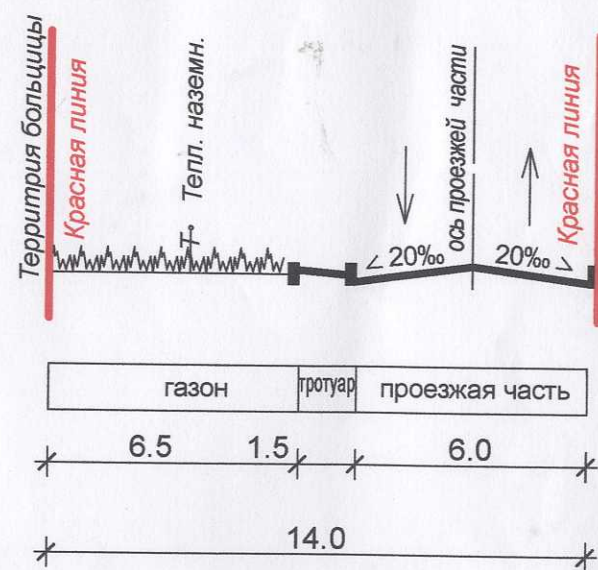 Территрия больцицы
Красная линия
Тепл. наземн.
ось проезжей части
Красная линия
20‰
20‰
газон
тротуар
проезжая часть
6.5
1.5
6.0
14.0